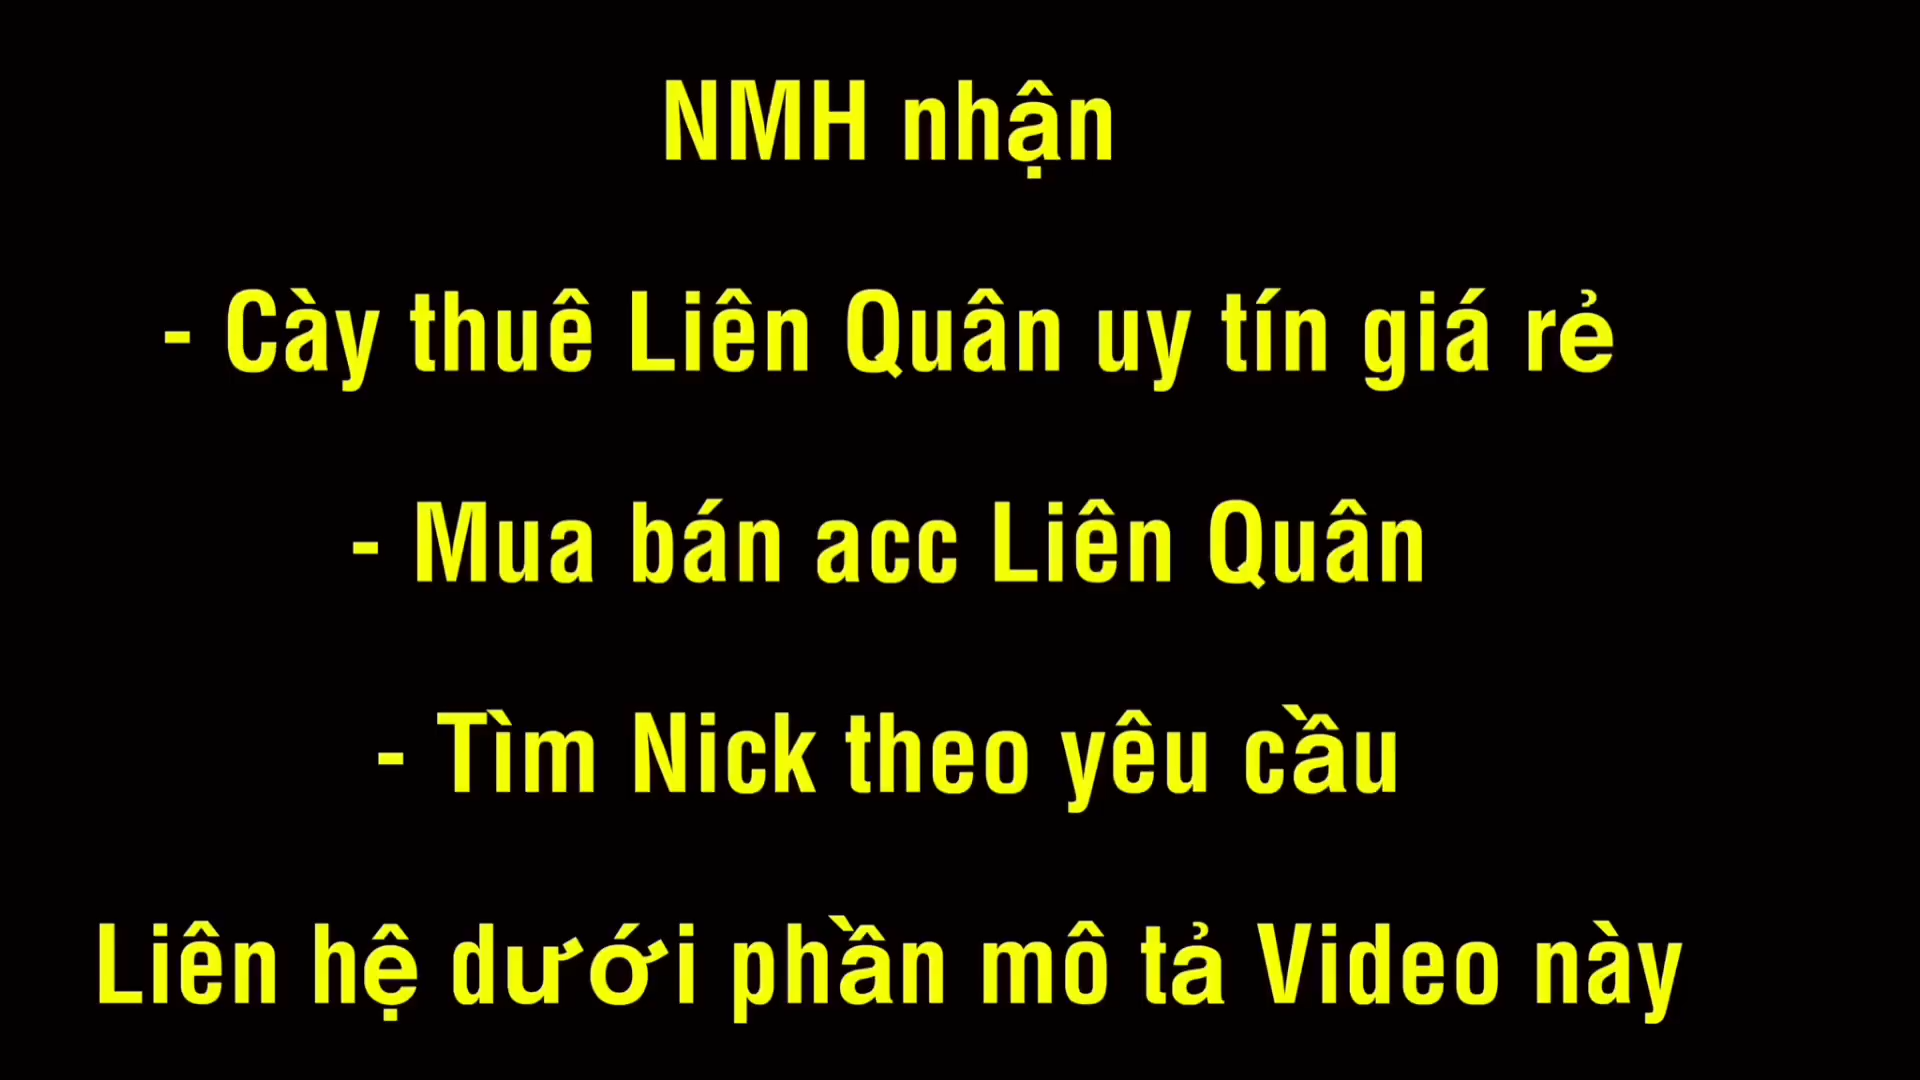 NMH nhận
- Cày thuê Liên Quân uy tín giá rẻ
- Mua bán acc Liên Quân
- Tìm Nick theo yêu cầu
Liên hệ dưới phần mô tả Video này